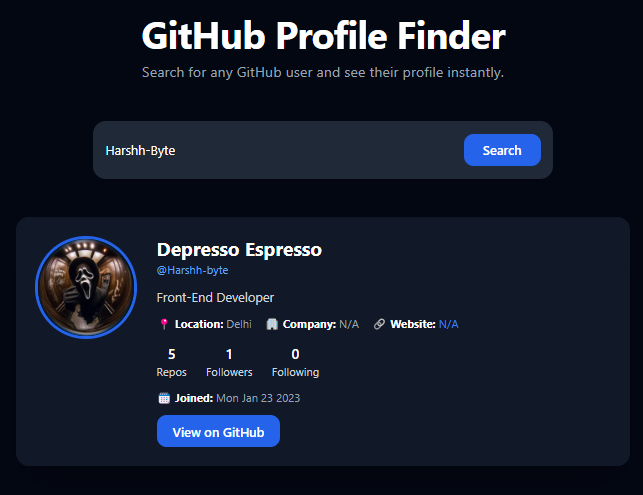 GitHub Profile Finder
Search for any GitHub user and see their profile instantly.
Harshh-Byte
Search
Depresso Espresso
@Harshh-byte
Front-End Developer
Location: Delhi Company: N/A Website: N/A
5 1 0
Repos Followers Following
Joined: Mon Jan 23 2023
View on GitHub